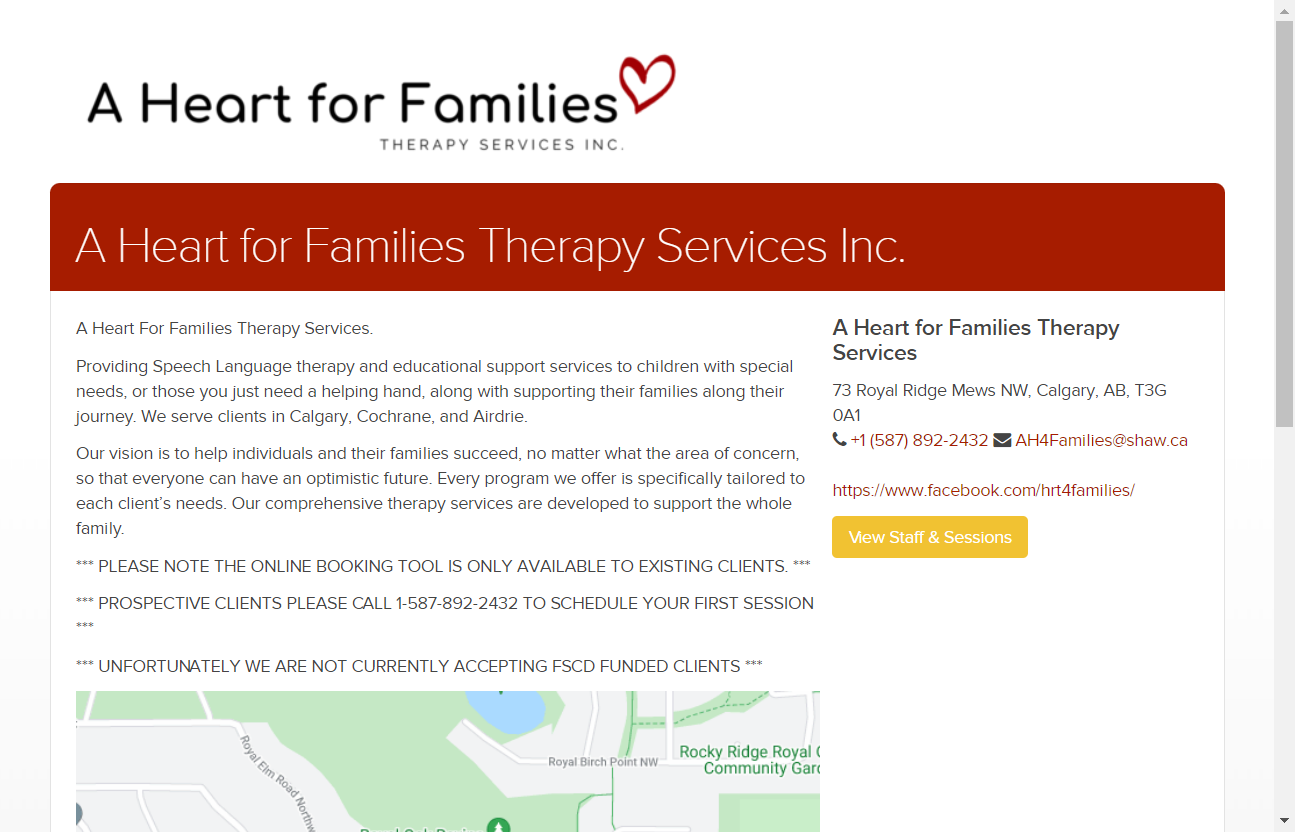 A Heart for Families
THERAPY SERVICES INC.
A Heart for Families Therapy Services Inc.
A Heart For Families Therapy Services.
Providing Speech Language therapy and educational support services to children with special
needs, or those you just need a helping hand, along with supporting their families along their
journey. We serve clients in Calgary, Cochrane, and Airdrie.
Our vision is to help individuals and their families succeed, no matter what the area of concern,
so that everyone can have an optimistic future. Every program we offer is specifically tailored to
each client's needs. Our comprehensive therapy services are developed to support the whole
family.
*** PLEASE NOTE THE ONLINE BOOKING TOOL IS ONLY AVAILABLE TO EXISTING CLIENTS. ***
*** PROSPECTIVE CLIENTS PLEASE CALL 1-587-892-2432 TO SCHEDULE YOUR FIRST SESSION
***
*** UNFORTUNATELY WE ARE NOT CURRENTLY ACCEPTING FSCD FUNDED CLIENTS ***
A Heart for Families Therapy
Services
73 Royal Ridge Mews NW, Calgary, AB, T3G
0A1
+1 (587) 892-2432 AH4Families@shaw.ca
https://www.facebook.com/hrt4families/
View Staff & Sessions
Royal Elm Road Northw
Royal Birch Point NW
Rocky Ridge Royal
Community Gar